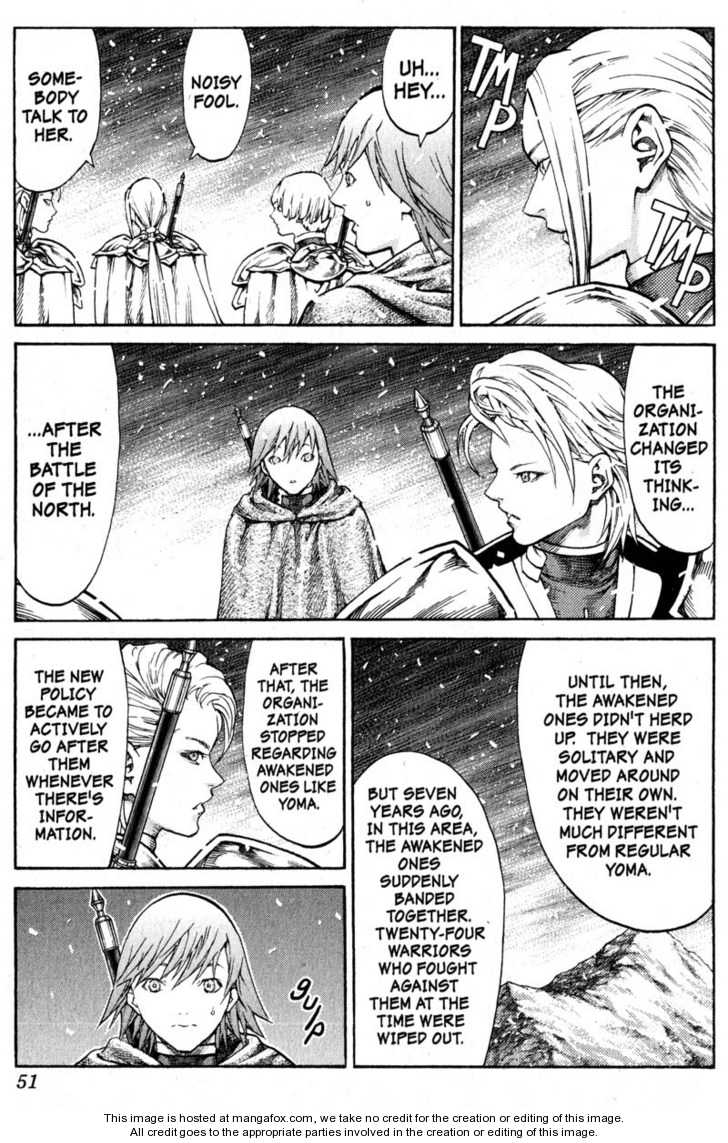 SOME-
BODY
TALK TO
HER.
NOISY
FOOL.
UH...
HEY...
TMP
TMP
THE
ORGANI-
ZATION
CHANGED
ITS
THINK-
ING...
...AFTER
THE
BATTLE
OF THE
NORTH.
UNTIL THEN,
THE AWAKENED
ONES DIDN'T HERD
UP. THEY WERE
SOLITARY AND
MOVED AROUND
ON THEIR OWN.
THEY WEREN'T
MUCH DIFFERENT
FROM REGULAR
YOMA.
BUT SEVEN
YEARS AGO,
IN THIS AREA,
THE AWAKENED
ONES
SUDDENLY
BANDED
TOGETHER.
TWENTY-FOUR
WARRIORS
WHO FOUGHT
AGAINST
THEM AT THE
TIME WERE
WIPED OUT.
AFTER
THAT, THE
ORGANI-
ZATION
STOPPED
REGARDING
AWAKENED
ONES LIKE
YOMA.
THE NEW
POLICY
BECAME TO
ACTIVELY
GO AFTER
THEM
WHENEVER
THERE'S
INFOR-
MATION.
gulp
51
This image is hosted at mangafox.com, we take no credit for the creation or editing of this image.
All credit goes to the appropriate parties involved in the creation or editing of this image.